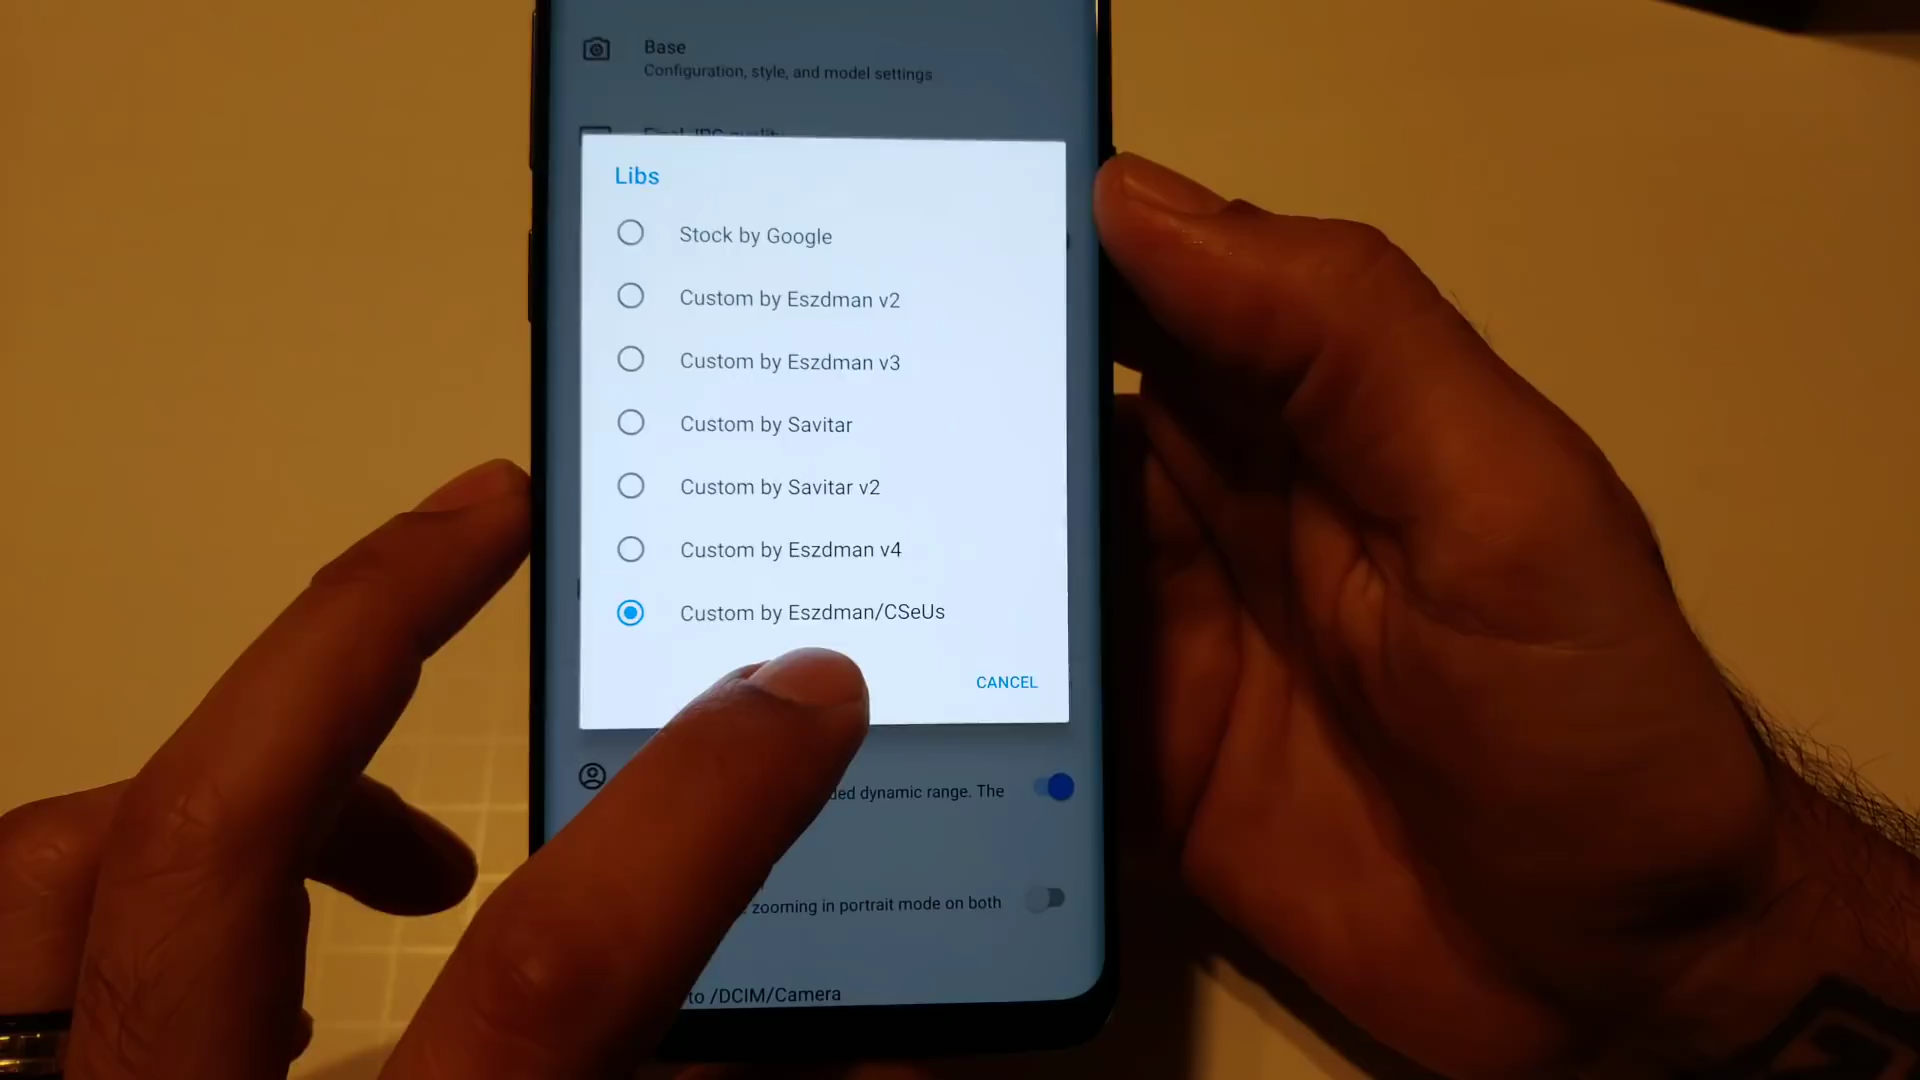 Base
Configuration, style, and model settings
Libs
Stock by Google
Custom by Eszdman v2
Custom by Eszdman v3
Custom by Savitar
Custom by Savitar v2
Custom by Eszdman v4
Custom by Eszdman/CSeUs
CANCEL
dynamic range. The
zooming in portrait mode on both
to /DCIM/Camera